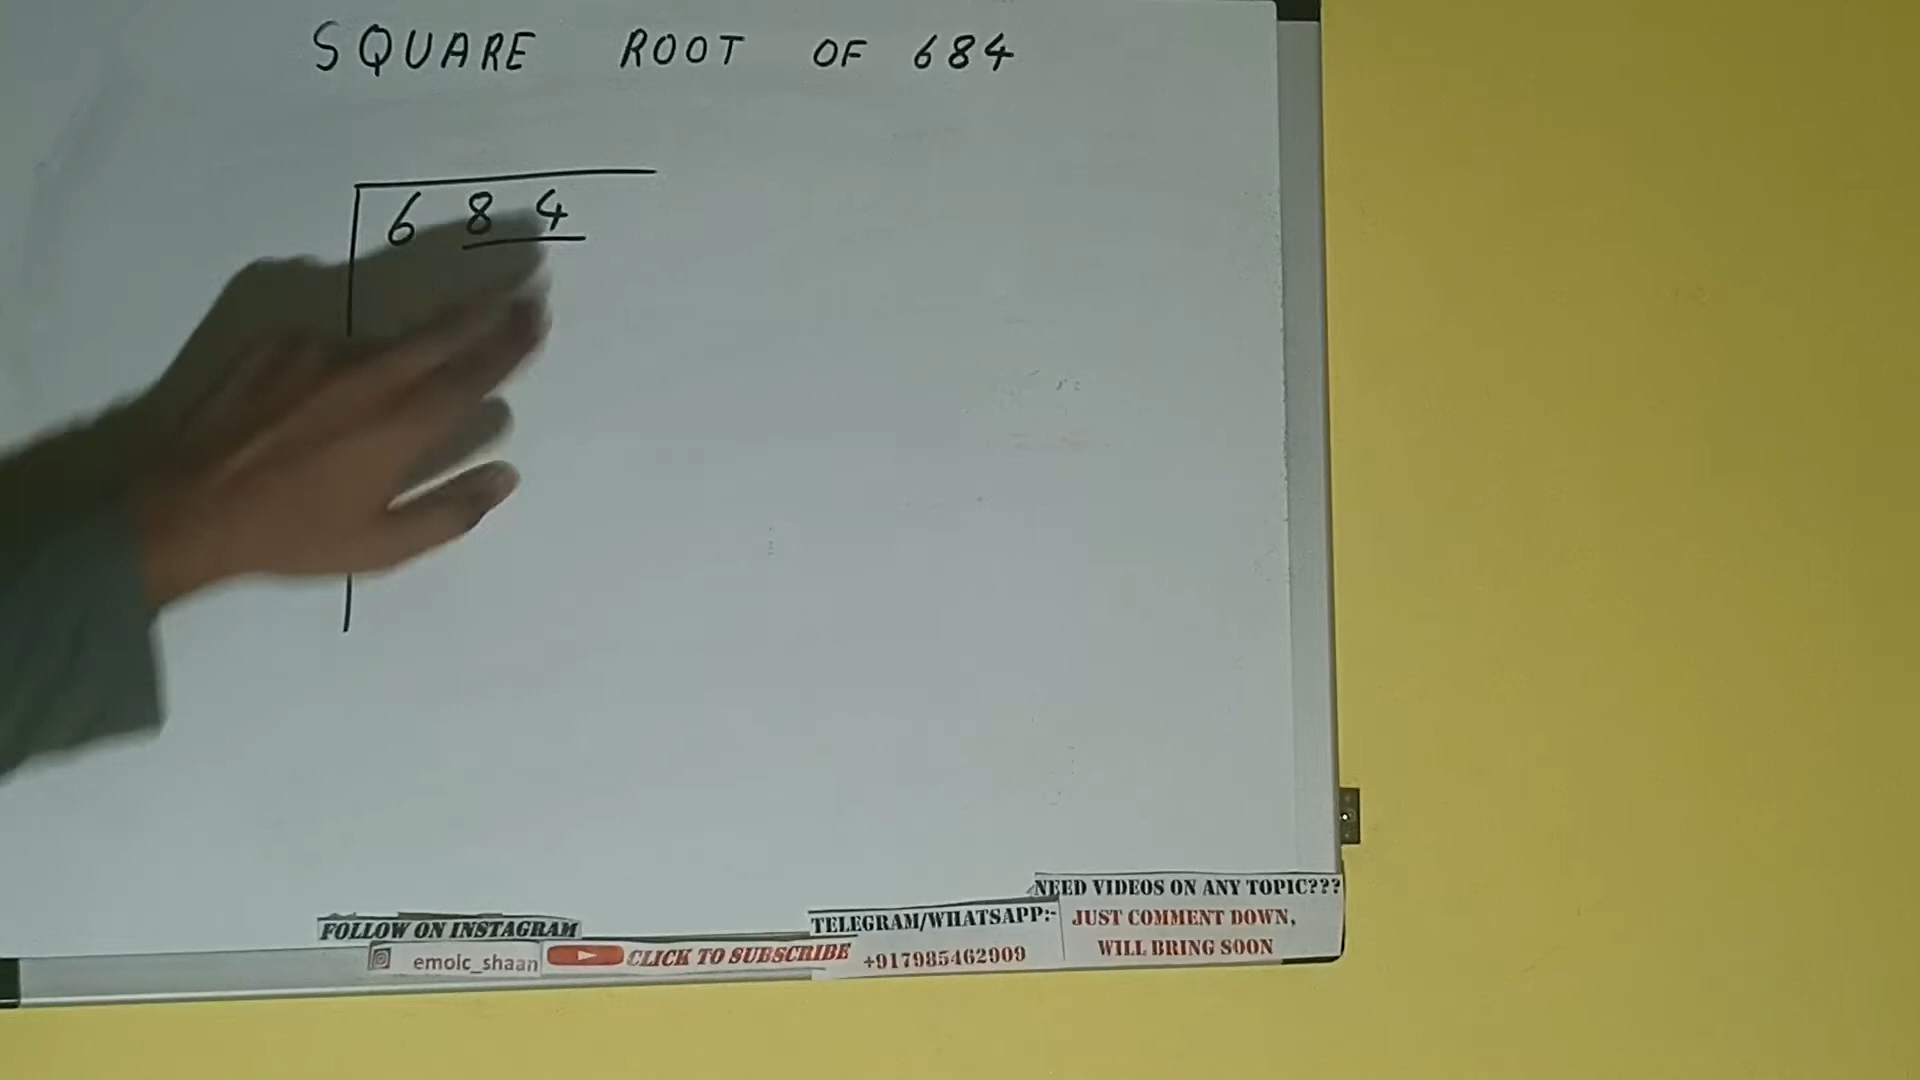 SQUARE ROOT OF 684
6 8 4
NEED VIDEOS ON ANY TOPIC???
JUST COMMENT DOWN,
WILL BRING SOON
TELEGRAM/WHATSAPP:-
+917985462909
FOLLOW ON INSTAGRAM
emolc_shaan
CLICK TO SUBSCRIBE